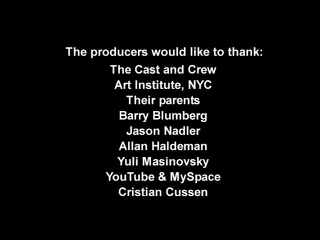 The producers would like to thank:
The Cast and Crew
Art Institute, NYC
Their parents
Barry Blumberg
Jason Nadler
Allan Haldeman
Yuli Masinovsky
YouTube & MySpace
Cristian Cussen